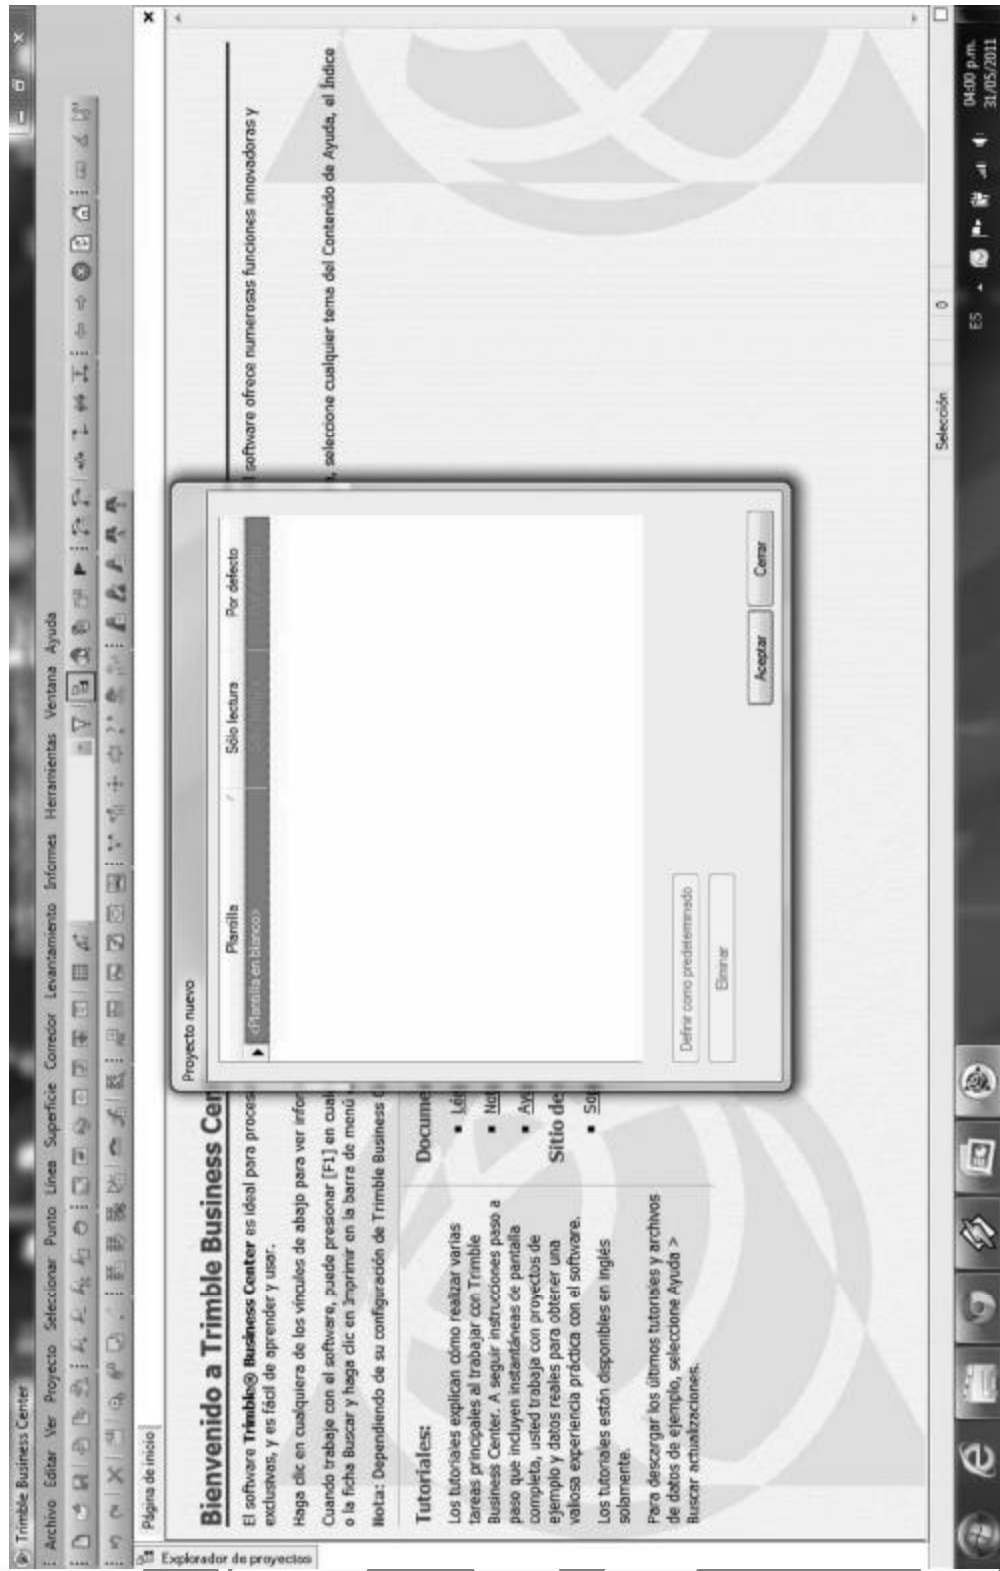 Trimble Business Center
Archivo Editar Ver Proyecto Seleccionar Punto Línea Superficie Corredor Levantamiento Informes Herramientas Ventana Ayuda
Página de inicio
Explorador de proyectos
Bienvenido a Trimble Business Cen
El software Trimble® Business Center es ideal para proces
l software ofrece numerosas funciones innovadoras y
exclusivas, y es fácil de aprender y usar.
Haga clic en cualquiera de los vínculos de abajo para ver infor
Cuando trabaje con el software, puede presionar [F1] en cual
, seleccione cualquier tema del Contenido de Ayuda, el Índice
o la ficha Buscar y haga clic en Imprimir en la barra de menú
Nota: Dependiendo de su configuración de Trimble Business C
Tutoriales:
Los tutoriales explican cómo realizar varias
tareas principales al trabajar con Trimble
Business Center. A seguir instrucciones paso a
paso que incluyen instantáneas de pantalla
completa, usted trabaja con proyectos de
ejemplo y datos reales para obtener una
valiosa experiencia práctica con el software.
Los tutoriales están disponibles en inglés
solamente.
Para descargar los últimos tutoriales y archivos
de datos de ejemplo, seleccione Ayuda >
Buscar actualizaciones.
Docume
Léa
Not
Ayu
Sitio de
Sop
Proyecto nuevo
Plantilla Sólo lectura Por defecto
<Plantilla en blanco>
Definir como predeterminado
Eliminar
Aceptar Cerrar
Selección 0
ES
04:00 p.m.
31/05/2011